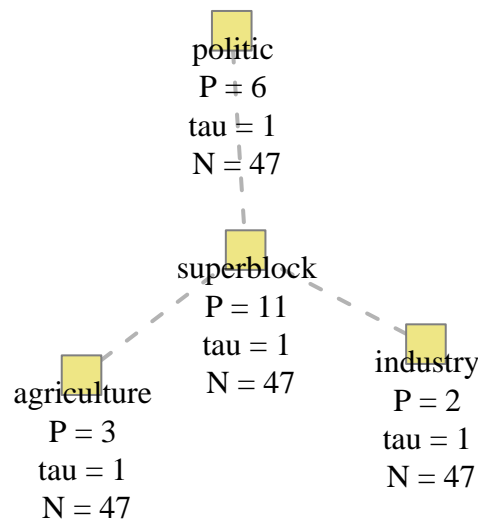 politic
P = 6
tau = 1
N = 47
superblock
P = 11
tau = 1
N = 47
agriculture
P = 3
tau = 1
N = 47
industry
P = 2
tau = 1
N = 47